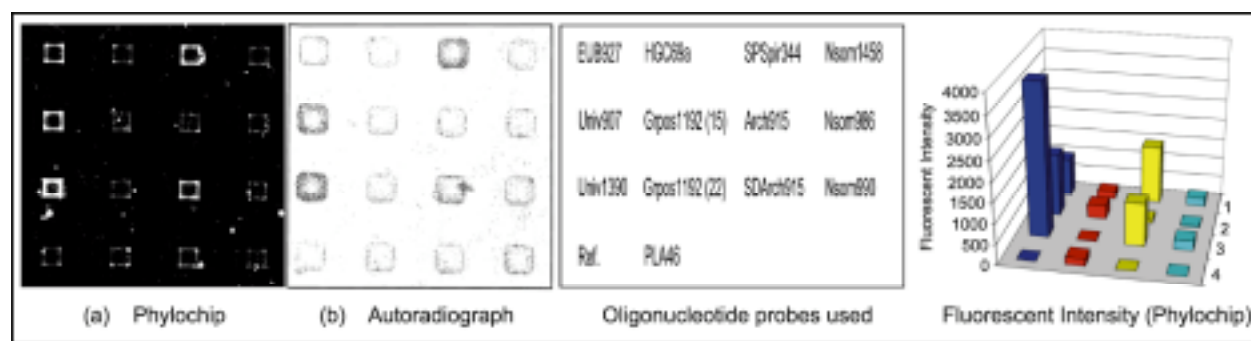 EUB927 HGC69a SPSpir344 Nsom1458
Univ907 Grpos1192 (15) Arch915 Nsom986
Univ1390 Grpos1192 (22) SDArch915 Nsom990
Ref. PLA46
Fluorescent Intensity
4000
3500
3000
2500
2000
1500
1000
500
0
1
2
3
4
(a) Phylochip
(b) Autoradiograph
Oligonucleotide probes used
Fluorescent Intensity (Phylochip)